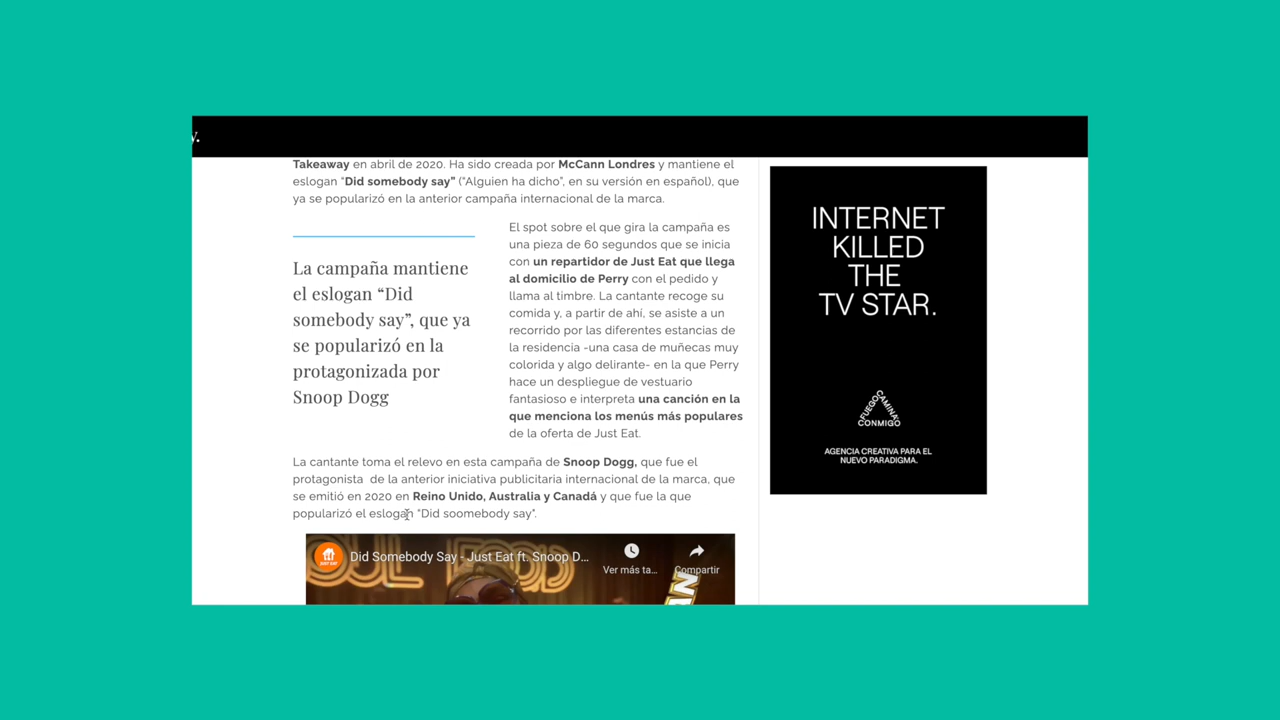 y.
Takeaway en abril de 2020. Ha sido creada por McCann Londres y mantiene el
eslogan “Did somebody say” (“Alguien ha dicho”, en su versión en español), que
ya se popularizó en la anterior campaña internacional de la marca.
La campaña mantiene
el eslogan “Did
somebody say”, que ya
se popularizó en la
protagonizada por
Snoop Dogg
El spot sobre el que gira la campaña es
una pieza de 60 segundos que se inicia
con un repartidor de Just Eat que llega
al domicilio de Perry con el pedido y
llama al timbre. La cantante recoge su
comida y, a partir de ahí, se asiste a un
recorrido por las diferentes estancias de
la residencia -una casa de muñecas muy
colorida y algo delirante- en la que Perry
hace un despliegue de vestuario
fantasioso e interpreta una canción en la
que menciona los menús más populares
de la oferta de Just Eat.
La cantante toma el relevo en esta campaña de Snoop Dogg, que fue el
protagonista de la anterior iniciativa publicitaria internacional de la marca, que
se emitió en 2020 en Reino Unido, Australia y Canadá y que fue la que
popularizó el eslogan “Did soomebody say”.
Did Somebody Say - Just Eat ft. Snoop D...
Ver más ta...
Compartir
INTERNET
KILLED
THE
TV STAR.
FUEGO CAMINA
CONMIGO
AGENCIA CREATIVA PARA EL
NUEVO PARADIGMA.